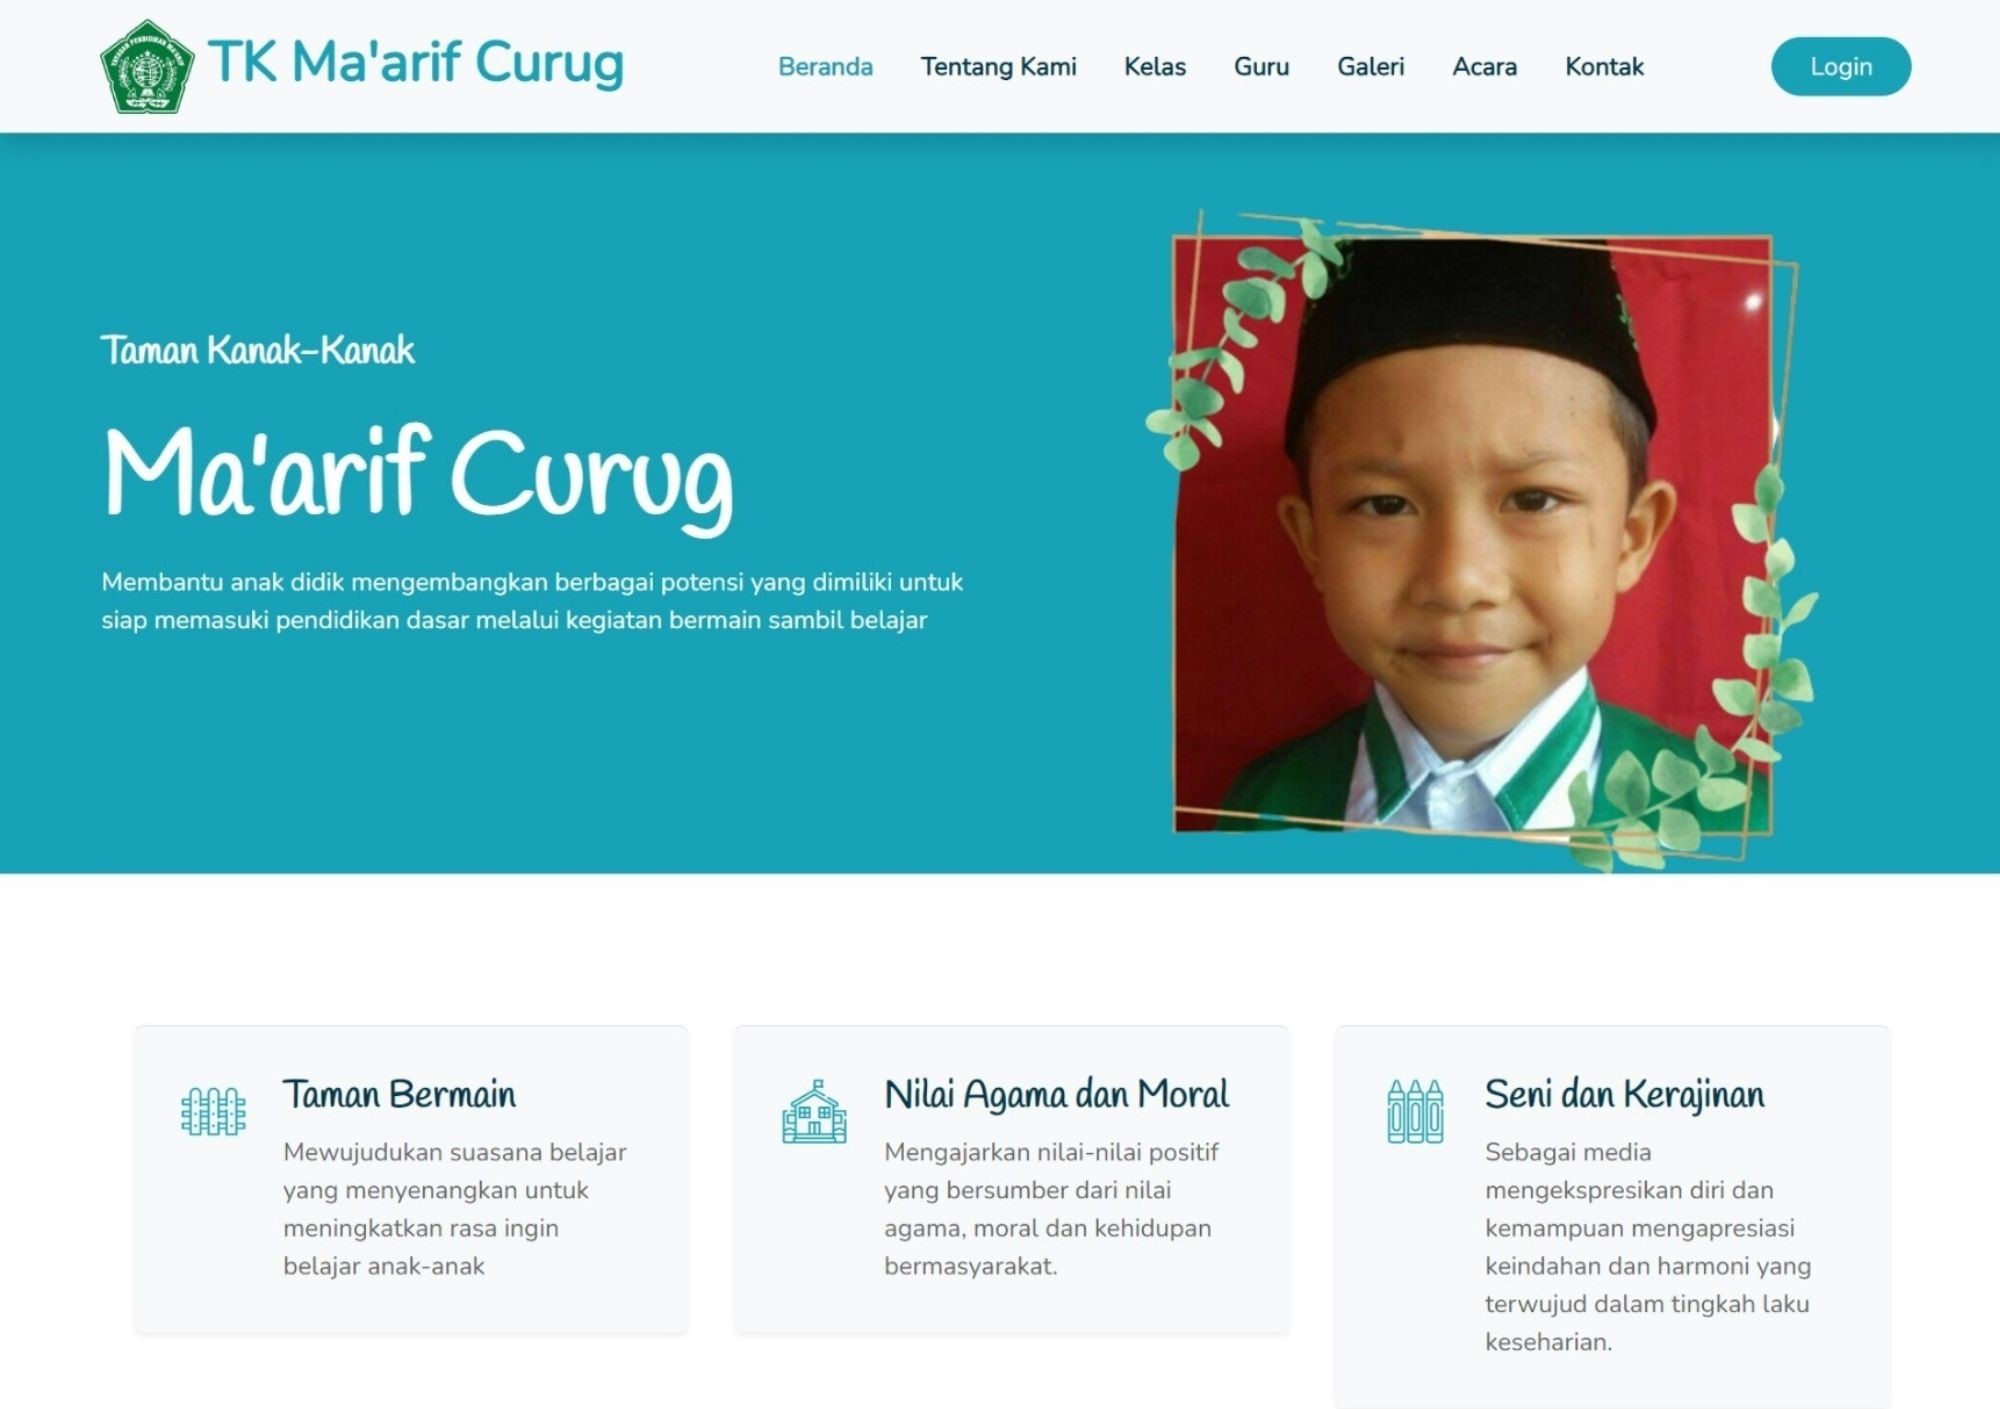 TK Ma'arif Curug
Beranda
Tentang Kami
Kelas
Guru
Galeri
Acara
Kontak
Login
Taman Kanak-Kanak
Ma'arif Curug
Membantu anak didik mengembangkan berbagai potensi yang dimiliki untuk
siap memasuki pendidikan dasar melalui kegiatan bermain sambil belajar
Taman Bermain
Mewujudukan suasana belajar
yang menyenangkan untuk
meningkatkan rasa ingin
belajar anak-anak
Nilai Agama dan Moral
Mengajarkan nilai-nilai positif
yang bersumber dari nilai
agama, moral dan kehidupan
bermasyarakat.
Seni dan Kerajinan
Sebagai media
mengekspresikan diri dan
kemampuan mengapresiasi
keindahan dan harmoni yang
terwujud dalam tingkah laku
keseharian.